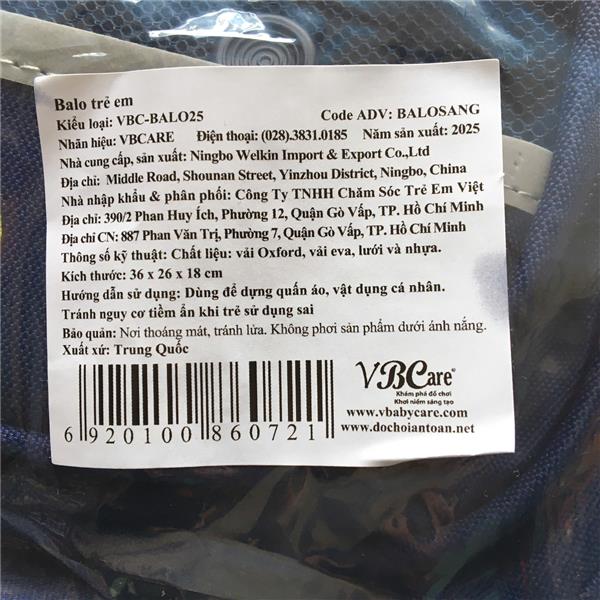 Balo trẻ em
Kiểu loại: VBC-BALO25 Code ADV: BALOSANG
Nhãn hiệu: VBCARE Điện thoại: (028).3831.0185 Năm sản xuất: 2025
Nhà cung cấp, sản xuất: Ningbo Welkin Import & Export Co.,Ltd
Địa chỉ: Middle Road, Shounan Street, Yinzhou District, Ningbo, China
Nhà nhập khẩu & phân phối: Công Ty TNHH Chăm Sóc Trẻ Em Việt
Địa chỉ: 390/2 Phan Huy Ích, Phường 12, Quận Gò Vấp, TP. Hồ Chí Minh
Địa chỉ CN: 887 Phan Văn Trị, Phường 7, Quận Gò Vấp, TP. Hồ Chí Minh
Thông số kỹ thuật: Chất liệu: vải Oxford, vải eva, lưới và nhựa.
Kích thước: 36 x 26 x 18 cm
Hướng dẫn sử dụng: Dùng để đựng quấn áo, vật dụng cá nhân.
Tránh nguy cơ tiềm ẩn khi trẻ sử dụng sai
Bảo quản: Nơi thoáng mát, tránh lửa. Không phơi sản phẩm dưới ánh nắng.
Xuất xứ: Trung Quốc
VBCare®
Khám phá đồ chơi
Khơi niềm sáng tạo
www.vbabycare.com
www.dochoiantoan.net
6 920100 860721